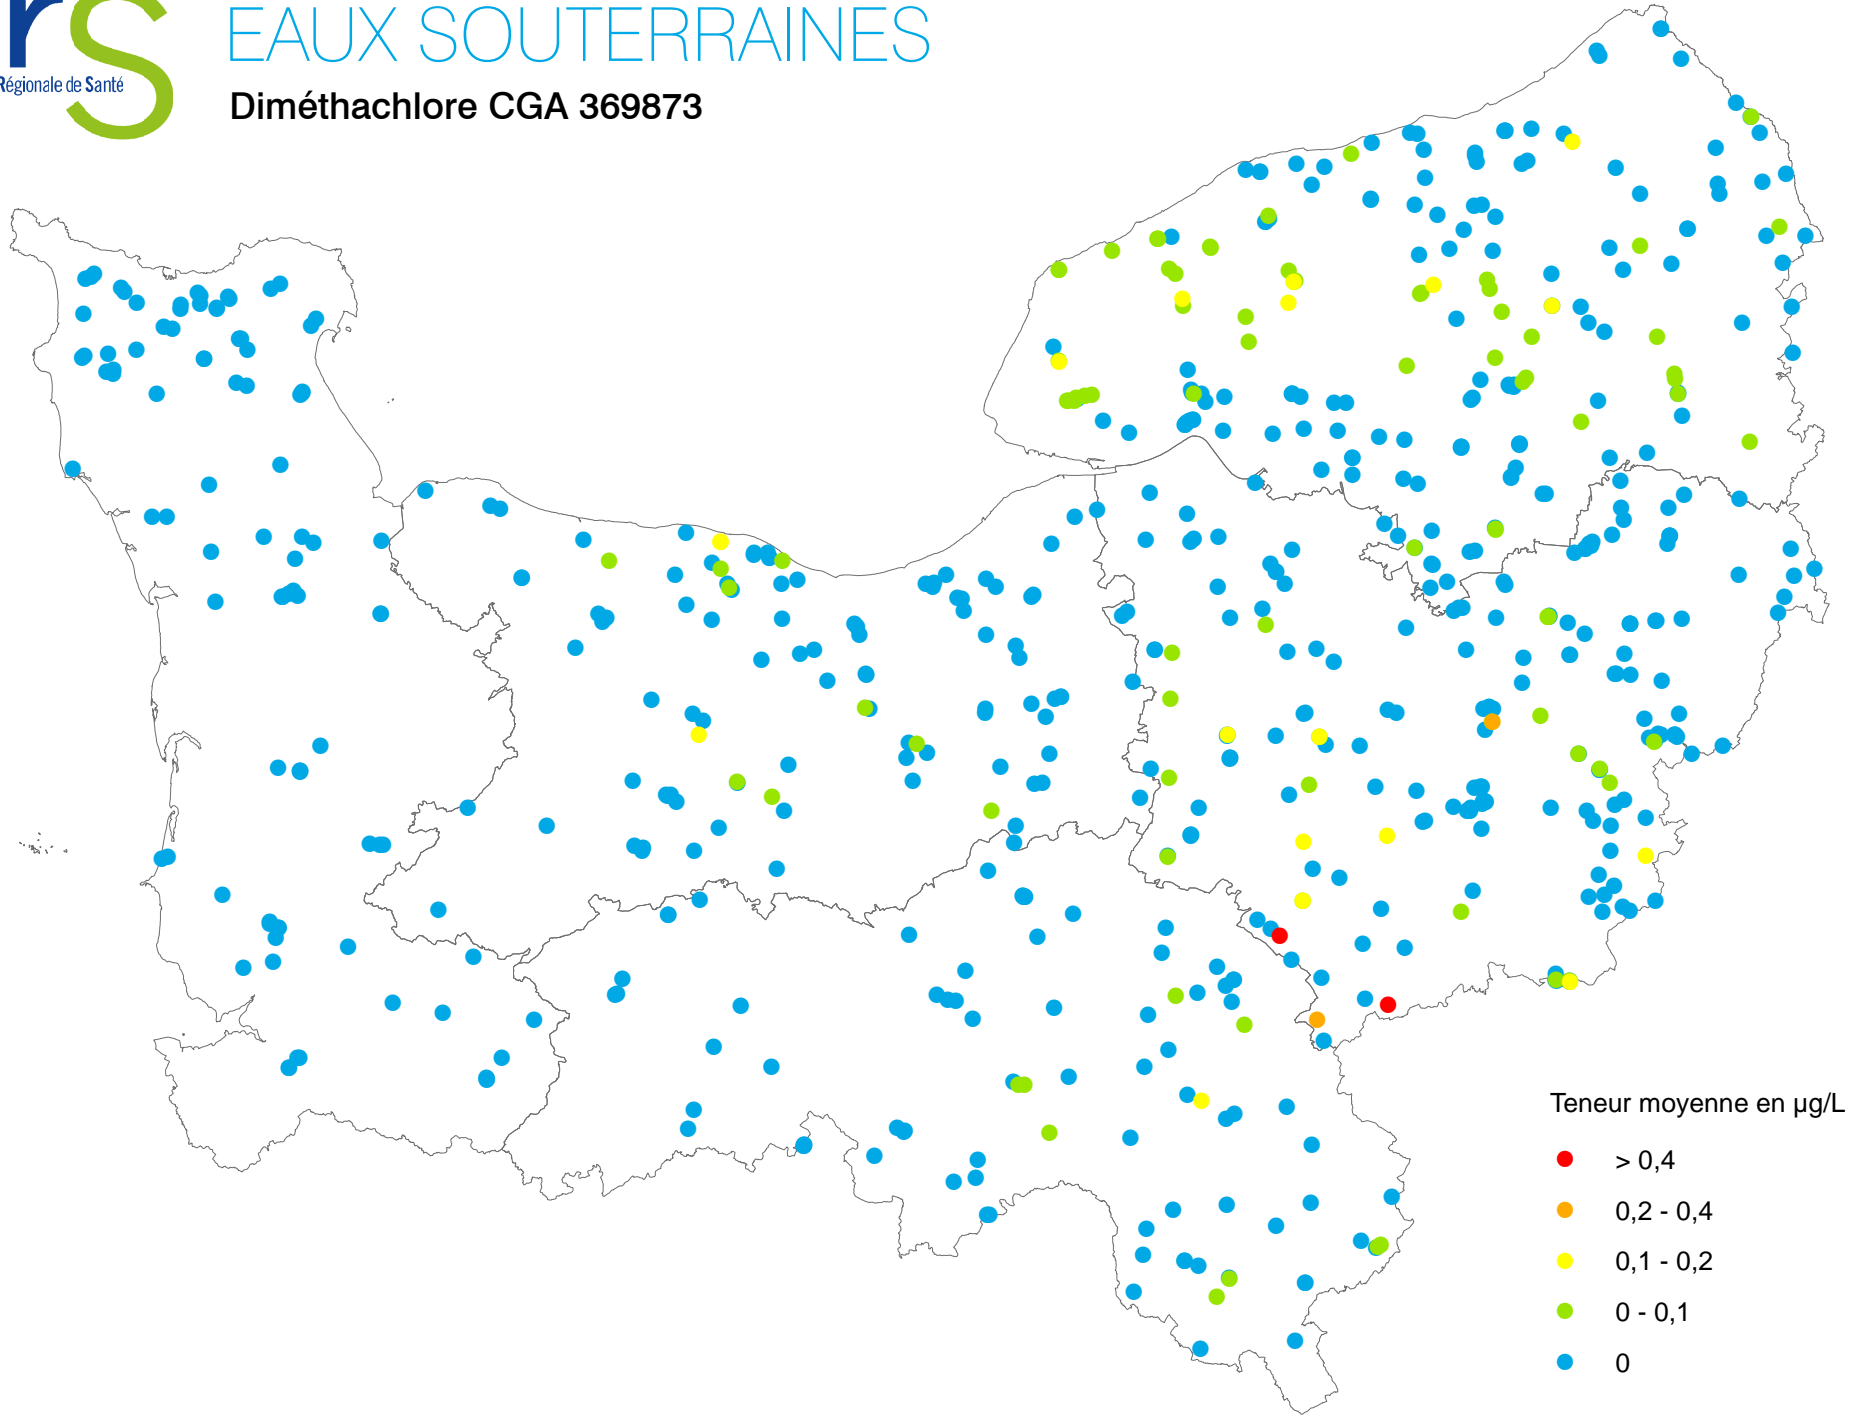 rS
EAUX SOUTERRAINES
Régionale de Santé
Diméthachlore CGA 369873
Teneur moyenne en µg/L
> 0,4
0,2 - 0,4
0,1 - 0,2
0 - 0,1
0